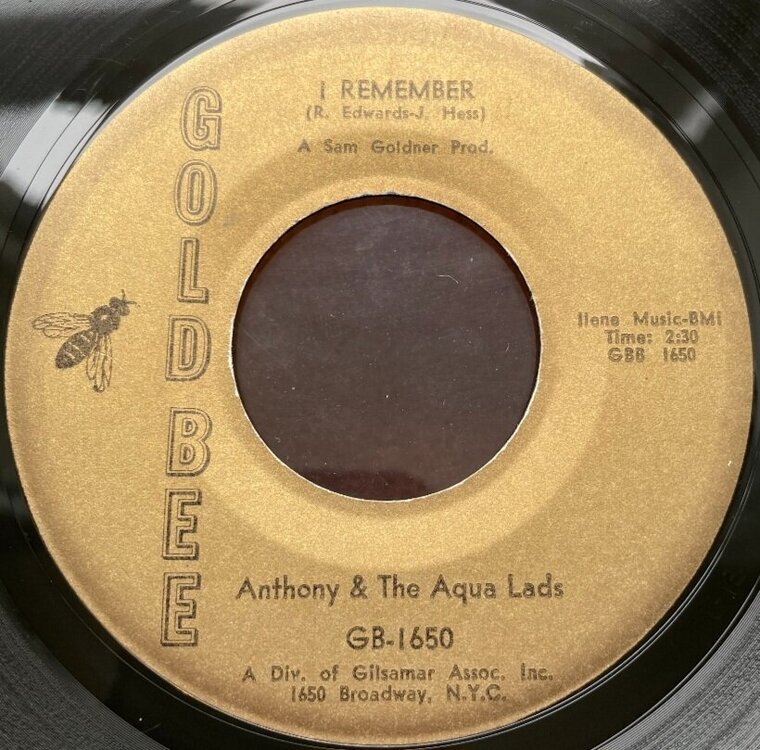 GOLD BEE
I REMEMBER
(R. Edwards-J. Hess)
A Sam Goldner Prod.
Ilene Music-BMI
Time: 2:30
GBB 1650
Anthony & The Aqua Lads
GB-1650
A Div. of Gilsamar Assoc. Inc.
1650 Broadway, N.Y.C.